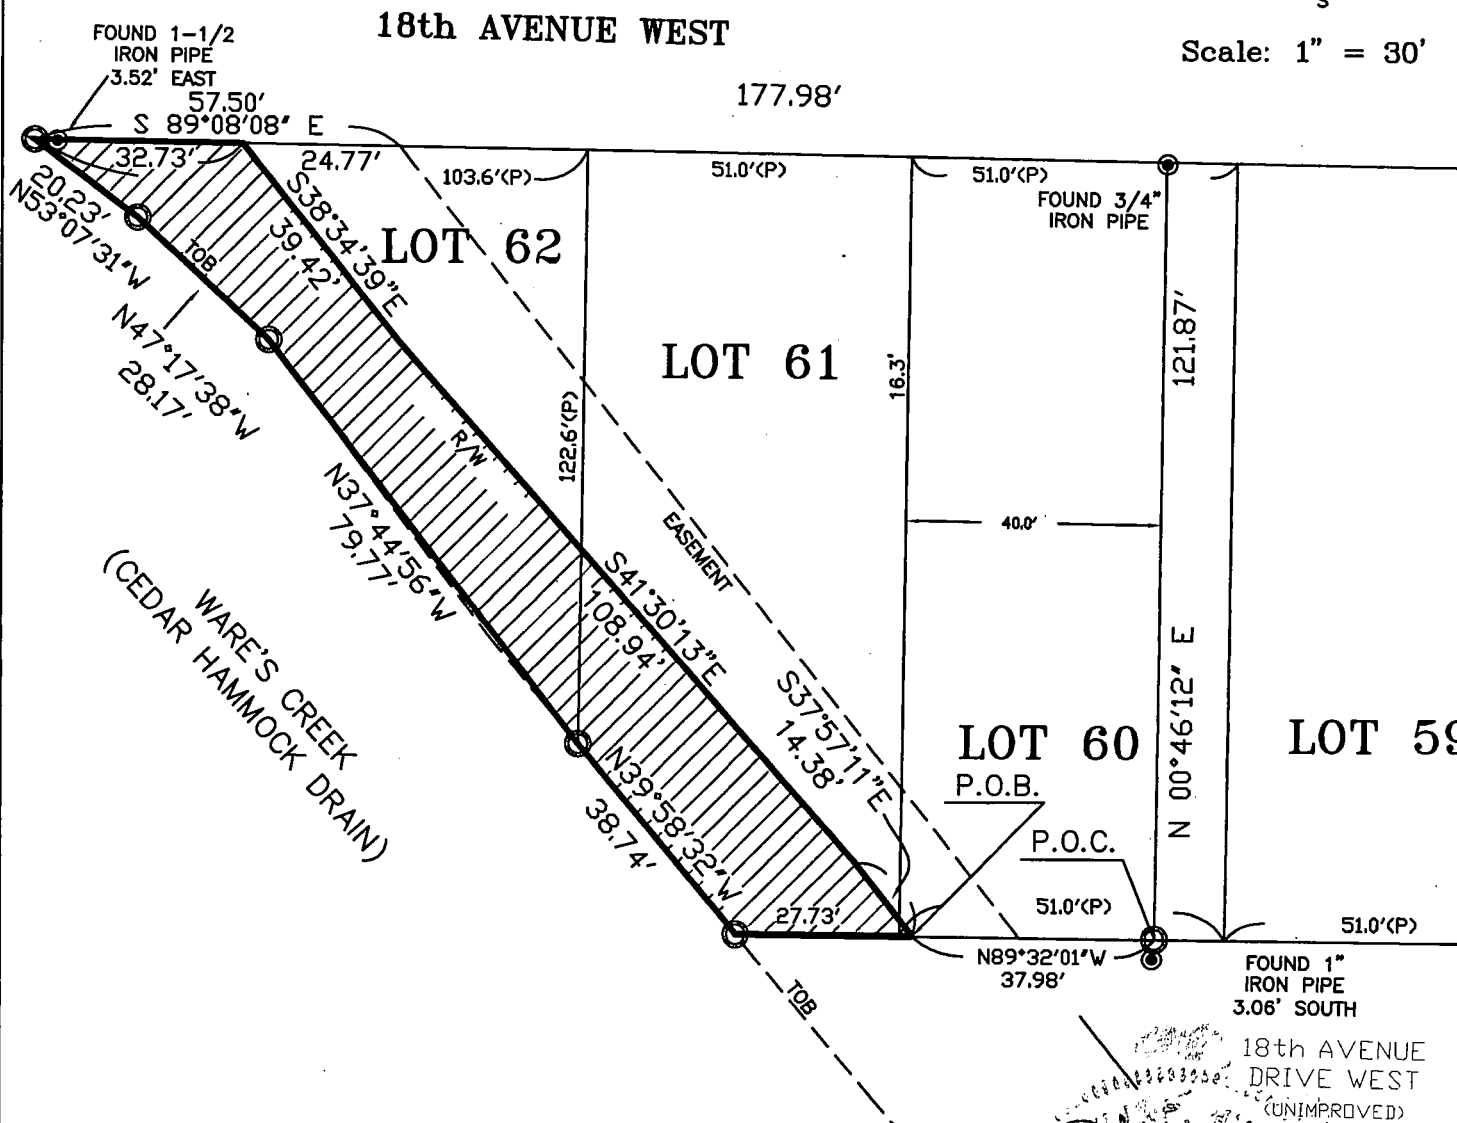 S
18th AVENUE WEST
Scale: 1" = 30'
FOUND 1-1/2
IRON PIPE
3.52' EAST
57.50'
S 89°08'08" E
177.98'
32.73'
24.77'
103.6'(P)
51.0'(P)
51.0'(P)
FOUND 3/4"
IRON PIPE
20.23'
N53°07'31"W
TOB
S38°34'39"E
39.42'
LOT 62
N47°17'38"W
28.17'
LOT 61
16.3'
121.87'
R/W
122.6'(P)
N37°44'56"W
79.77'
EASEMENT
40.0'
S41°30'13"E
108.94'
WARE'S CREEK
(CEDAR HAMMOCK DRAIN)
S37°57'11"E
14.38'
N 00°46'12" E
LOT 60
LOT 59
P.O.B.
P.O.C.
N39°58'32"W
38.74'
27.73'
51.0'(P)
51.0'(P)
N89°32'01"W
37.98'
FOUND 1"
IRON PIPE
3.06' SOUTH
TOB
18th AVENUE
DRIVE WEST
(UNIMPROVED)